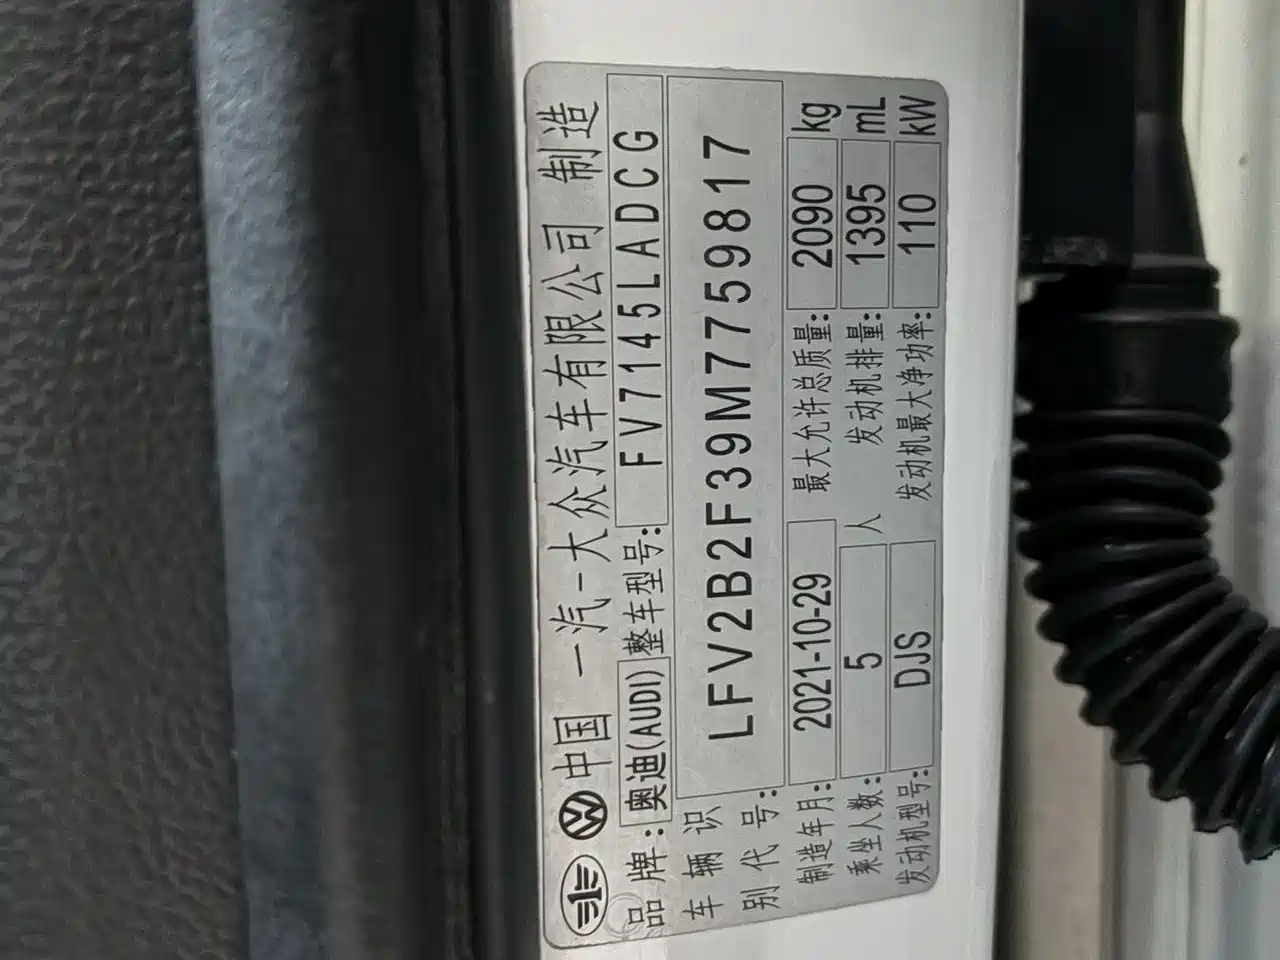 中国 一汽-大众汽车有限公司 制造
品牌: 奥迪(AUDI) 整车型号: FV7145LADCG
车辆识别代号: LFV2B2F39M7759817
制造年月: 2021-10-29 最大允许总质量: 2090 kg
乘坐人数: 5 人 发动机排量: 1395 mL
发动机型号: DJS 发动机最大净功率: 110 kW